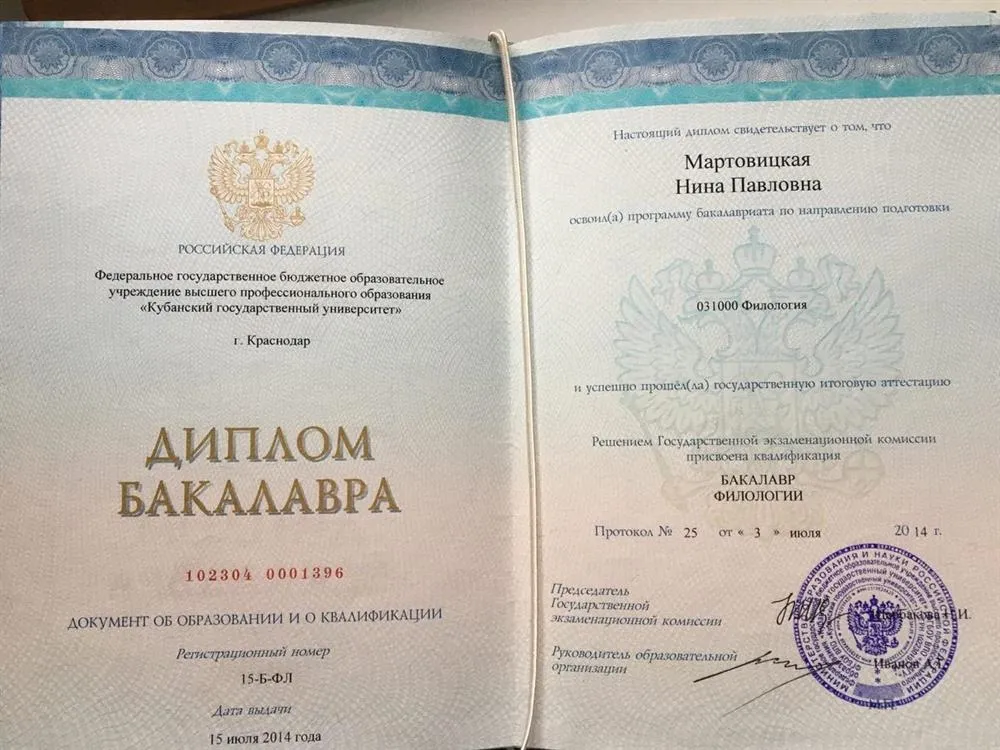 РОССИЙСКАЯ ФЕДЕРАЦИЯ
Федеральное государственное бюджетное образовательное
учреждение высшего профессионального образования
«Кубанский государственный университет»
г. Краснодар
ДИПЛОМ
БАКАЛАВРА
102304 0001396
ДОКУМЕНТ ОБ ОБРАЗОВАНИИ И О КВАЛИФИКАЦИИ
Регистрационный номер
15-Б-ФЛ
Дата выдачи
15 июля 2014 года
Настоящий диплом свидетельствует о том, что
Мартовицкая
Нина Павловна
освоил(а) программу бакалавриата по направлению подготовки
031000 Филология
и успешно прошёл(ла) государственную итоговую аттестацию
Решением Государственной экзаменационной комиссии
присвоена квалификация
БАКАЛАВР
ФИЛОЛОГИИ
Протокол № 25 от « 3 » июля 2014 г.
Председатель
Государственной
экзаменационной комиссии
Руководитель образовательной
организации
Иванов А.Г.